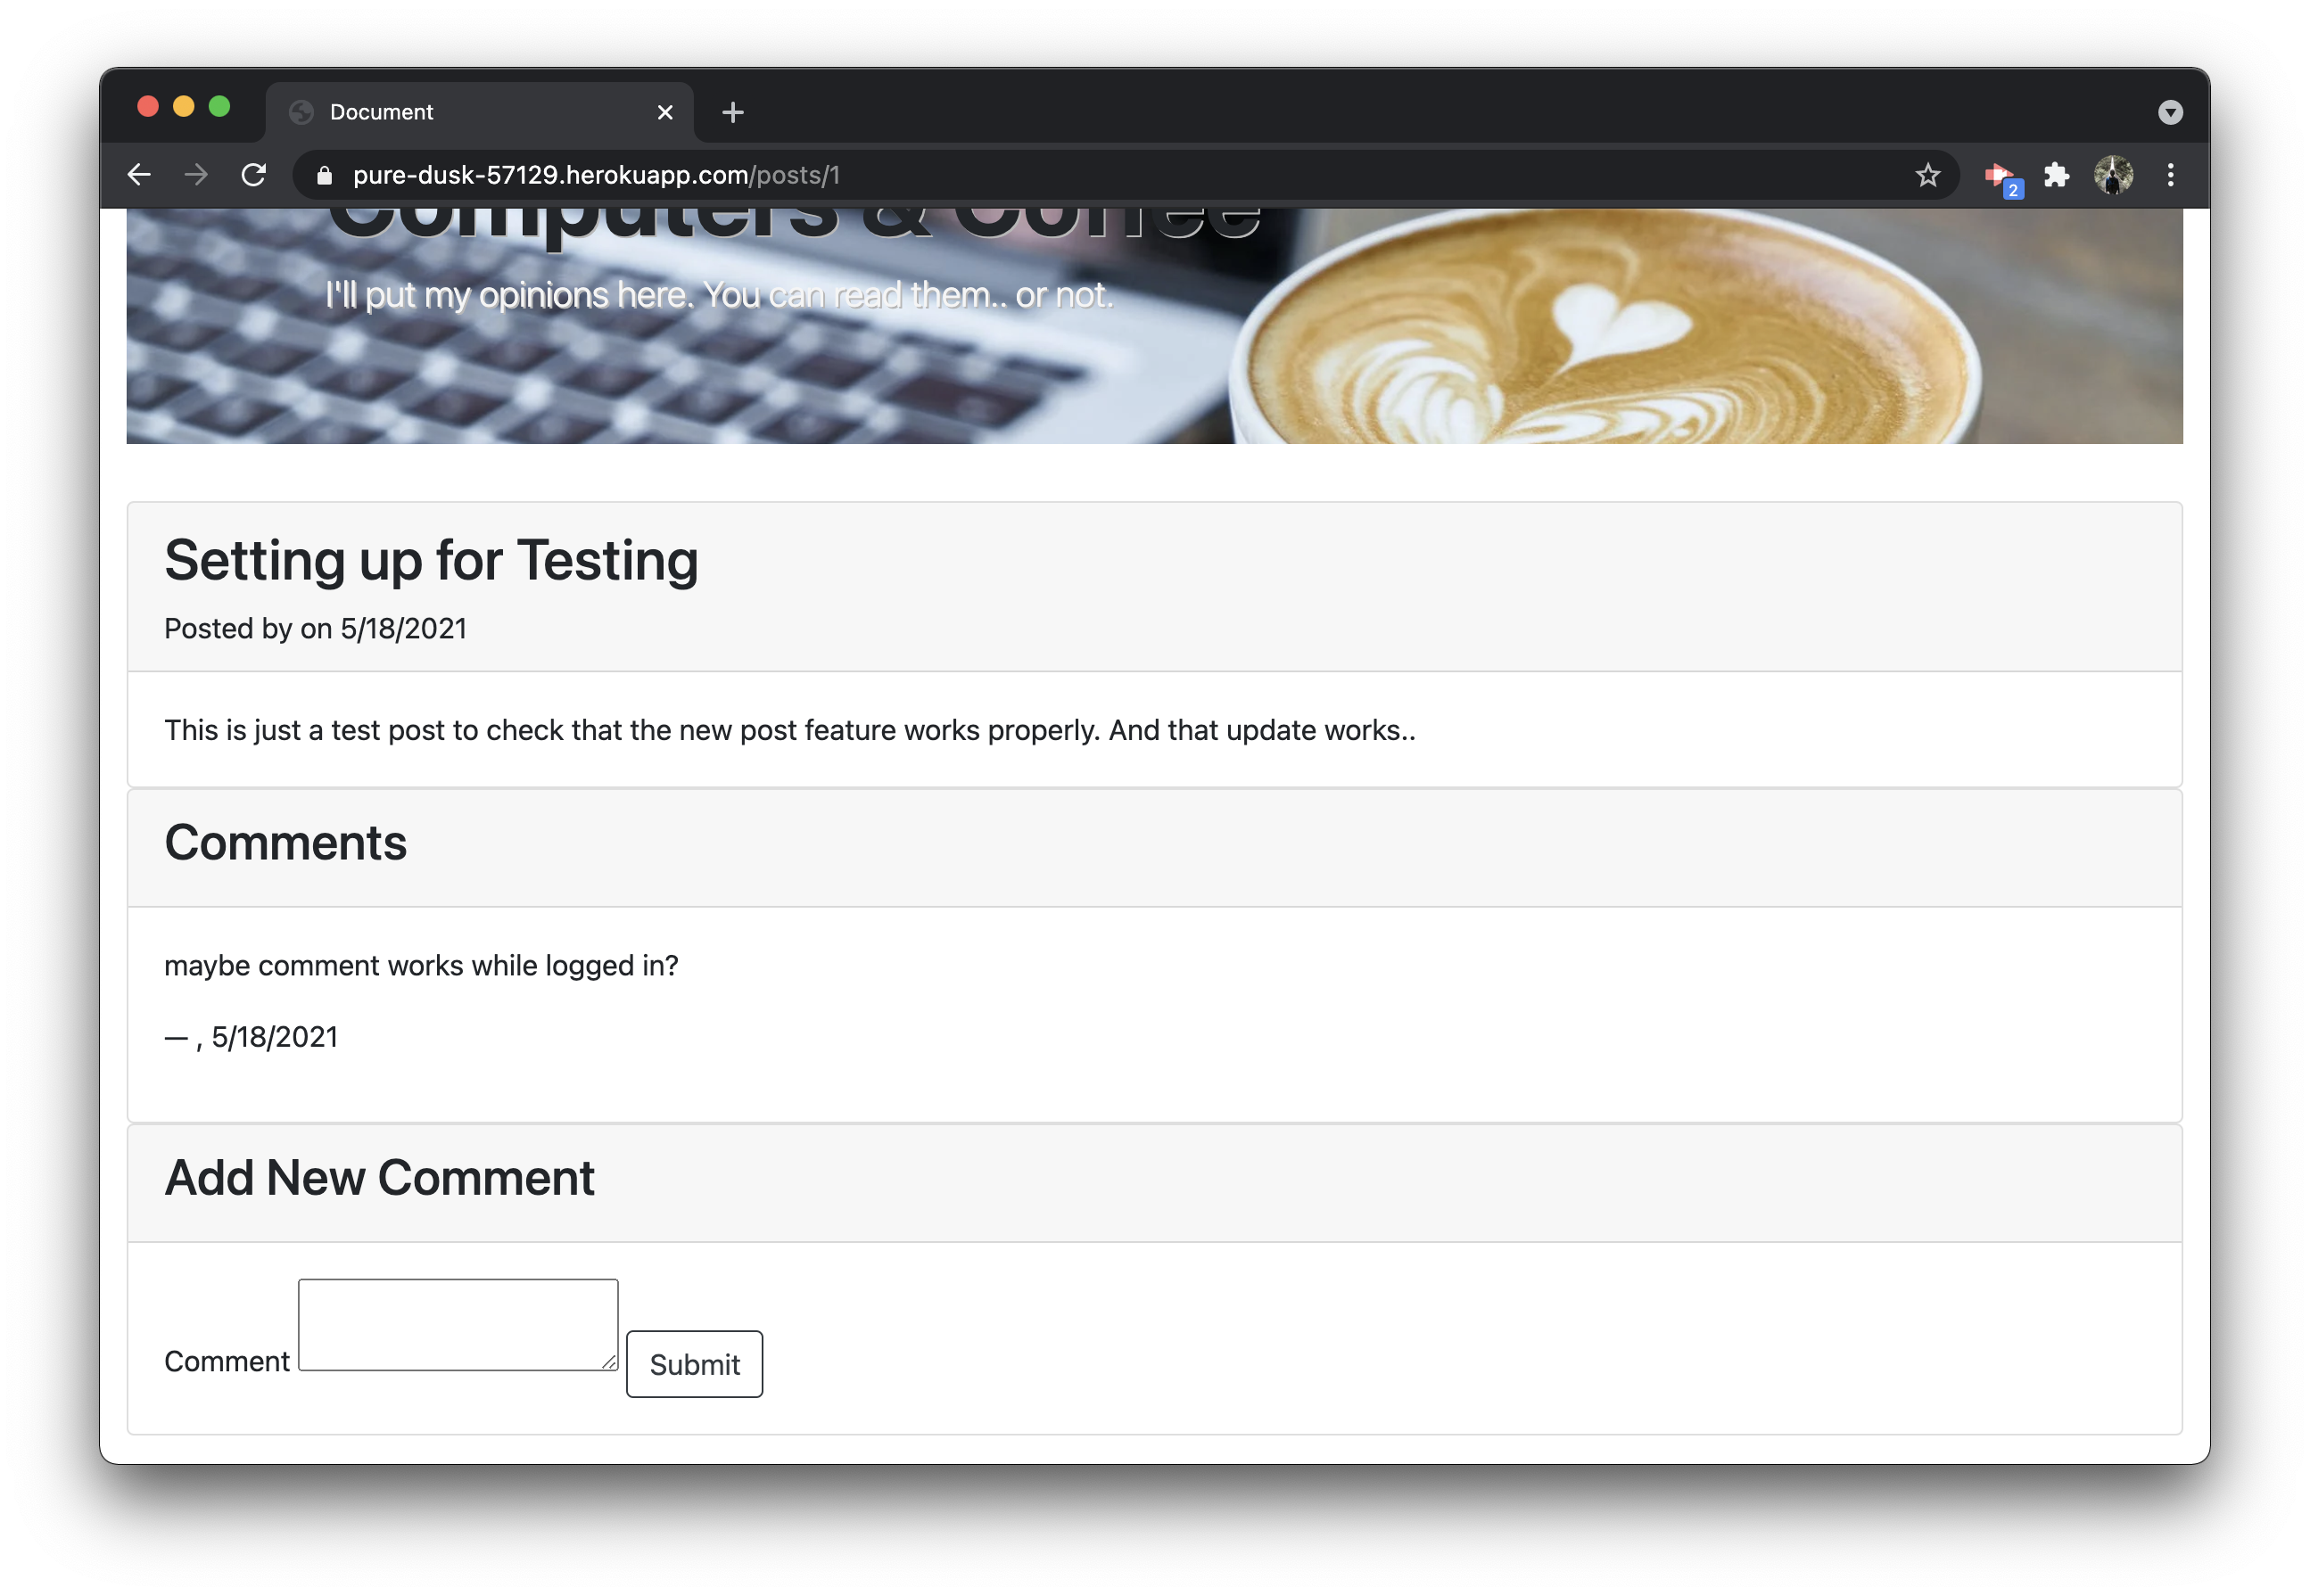 Document
pure-dusk-57129.herokuapp.com/posts/1
2
Computers & Coffee
I'll put my opinions here. You can read them.. or not.
Setting up for Testing
Posted by on 5/18/2021
This is just a test post to check that the new post feature works properly. And that update works..
Comments
maybe comment works while logged in?
— , 5/18/2021
Add New Comment
Comment
Submit